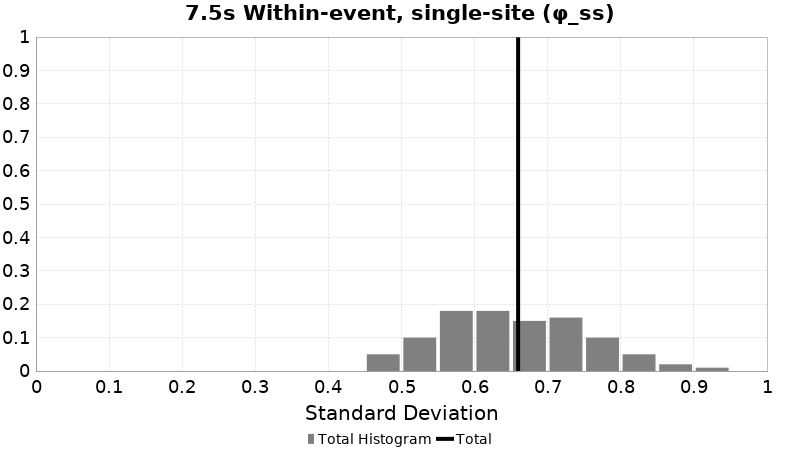 7.5s Within-event, single-site (φ_ss)
1
0.9
0.8
0.7
0.6
0.5
0.4
0.3
0.2
0.1
0
0 0.1 0.2 0.3 0.4 0.5 0.6 0.7 0.8 0.9 1
Standard Deviation
Total Histogram Total